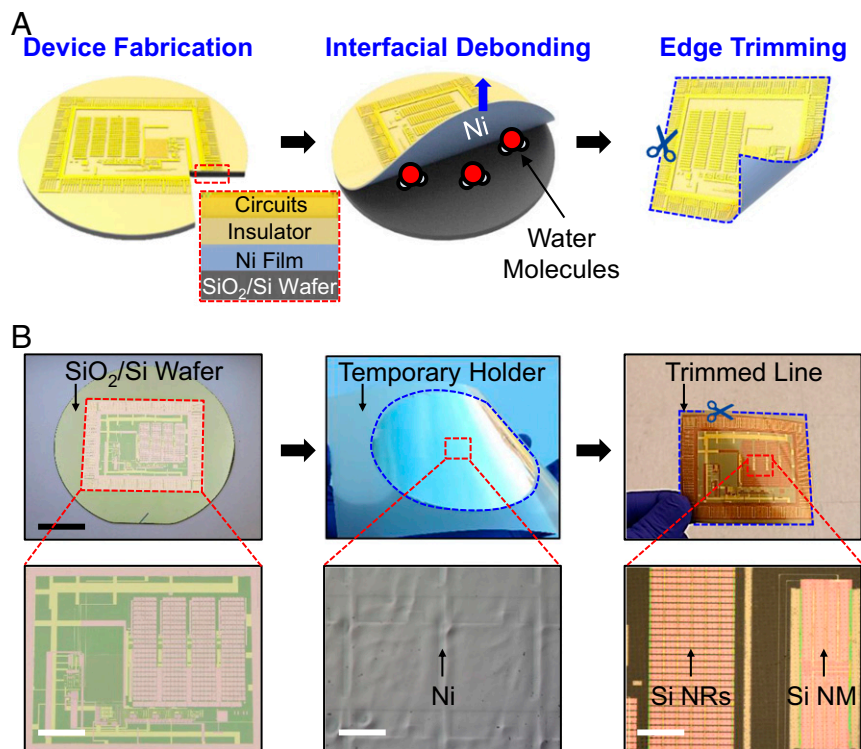 A
Device Fabrication
Interfacial Debonding
Edge Trimming
Ni
Circuits
Insulator
Ni Film
SiO2/Si Wafer
Water
Molecules
B
SiO2/Si Wafer
Temporary Holder
Trimmed Line
Ni
Si NRs
Si NM